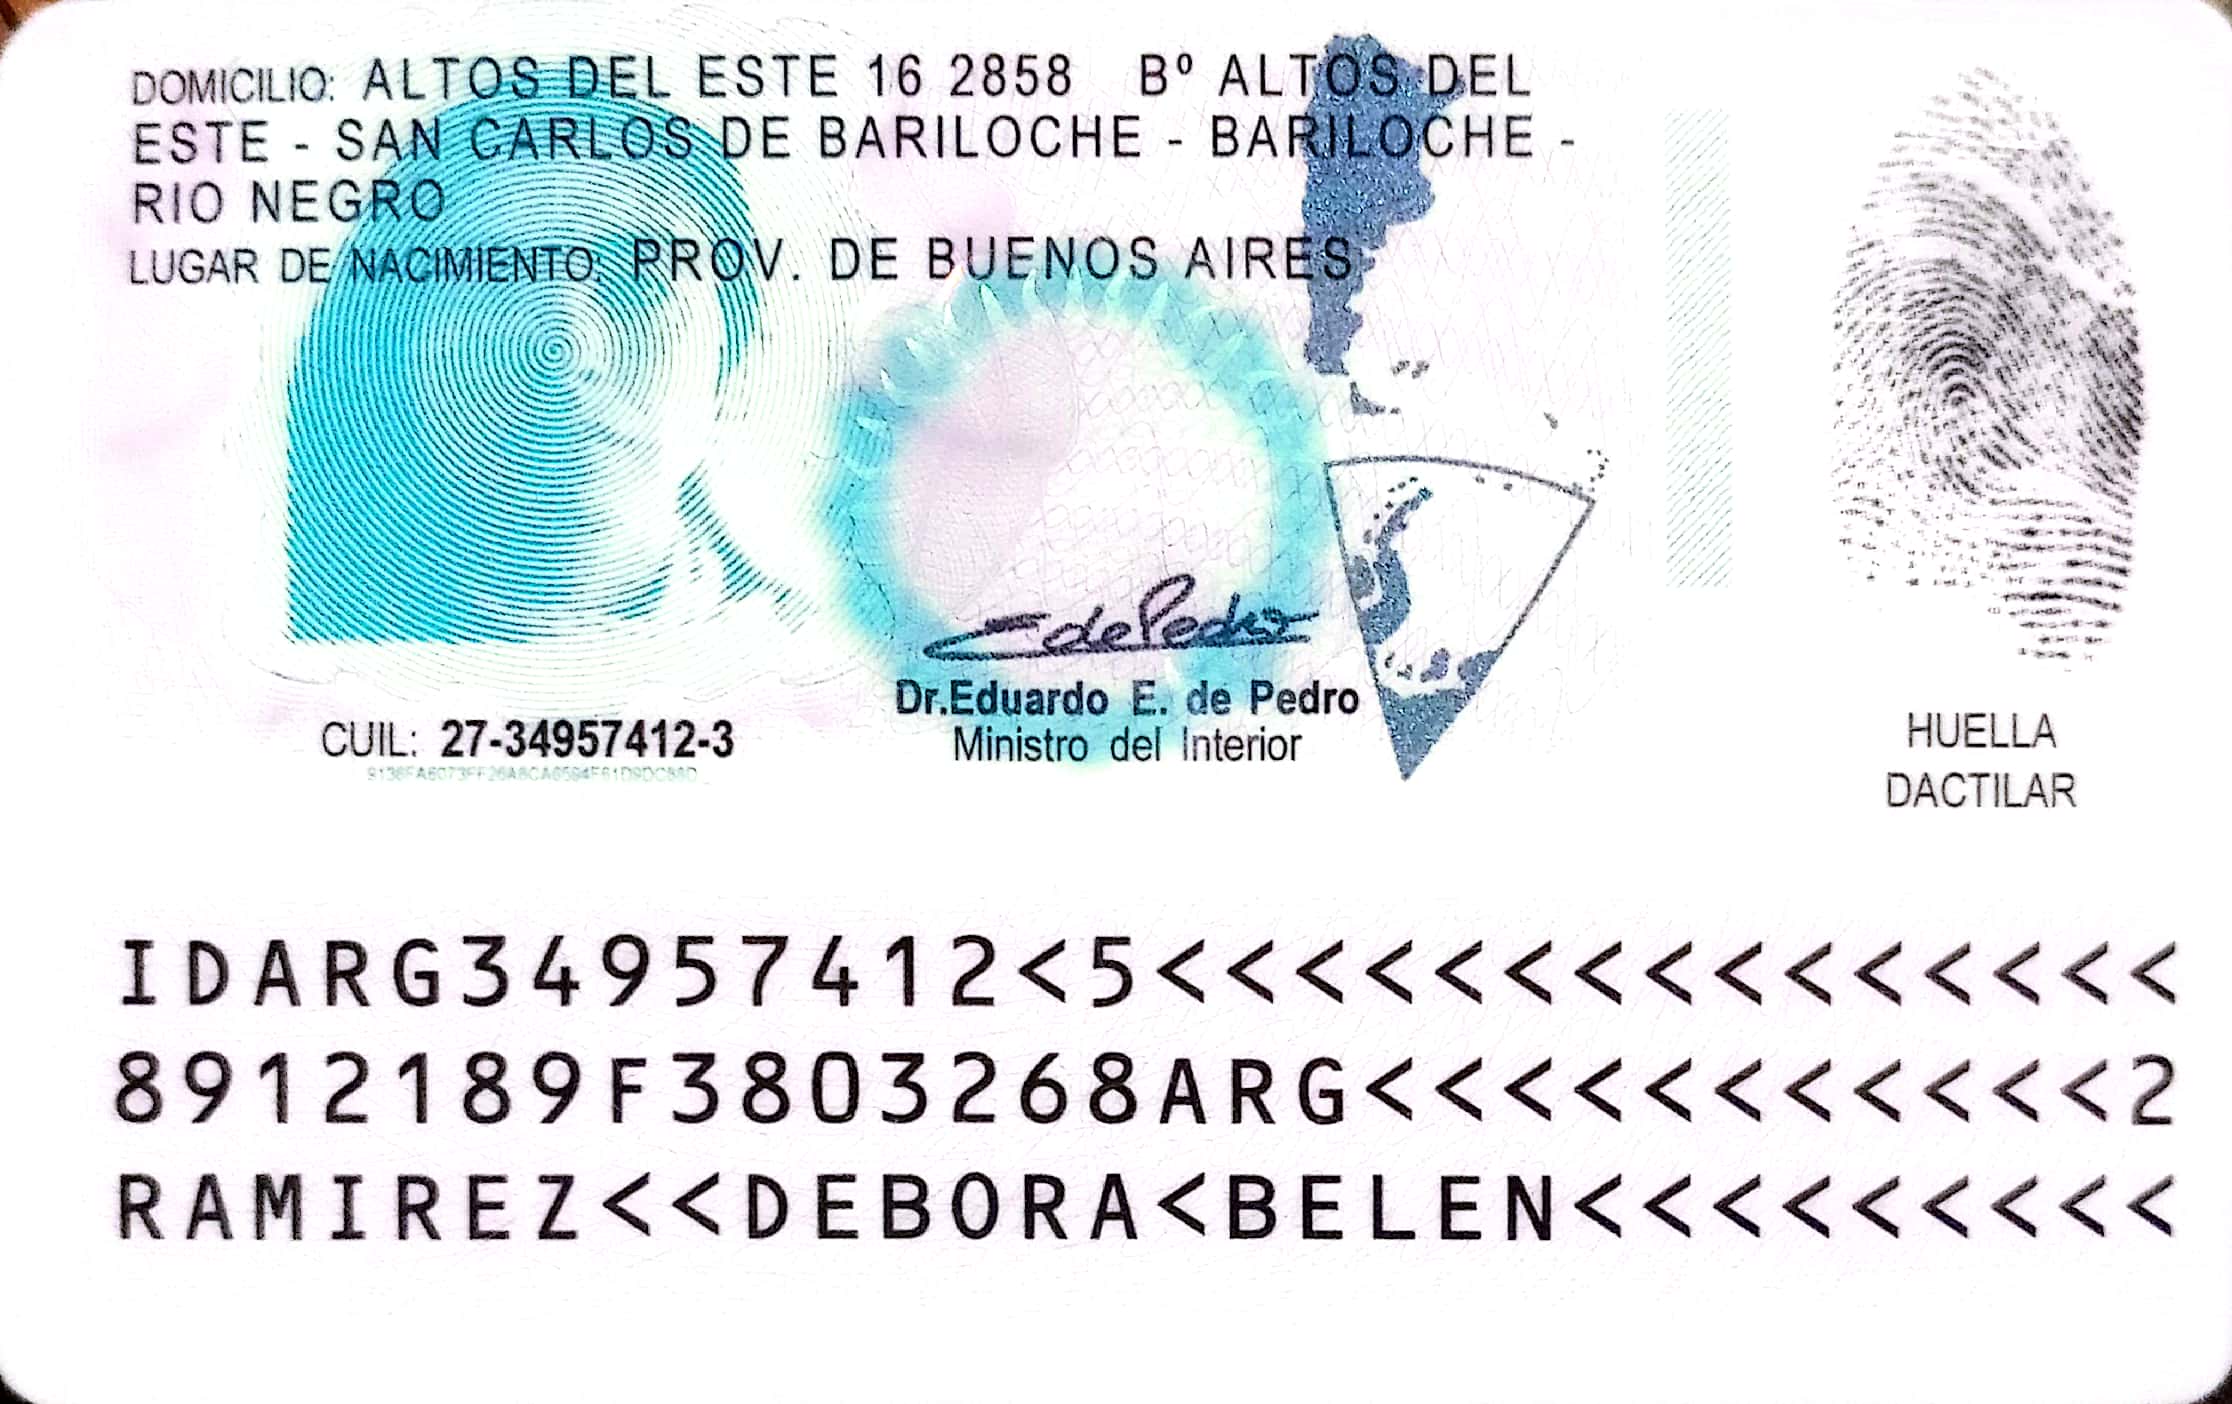 DOMICILIO: ALTOS DEL ESTE 16 2858 Bº ALTOS DEL
ESTE - SAN CARLOS DE BARILOCHE - BARILOCHE -
RIO NEGRO
LUGAR DE NACIMIENTO: PROV. DE BUENOS AIRES
E de Pedro
Dr.Eduardo E. de Pedro
Ministro del Interior
CUIL: 27-34957412-3
HUELLA
DACTILAR
IDARG34957412<5<<<<<<<<<<<<<<<
8912189F3803268ARG<<<<<<<<<<<2
RAMIREZ<<DEBORA<BELEN<<<<<<<<<